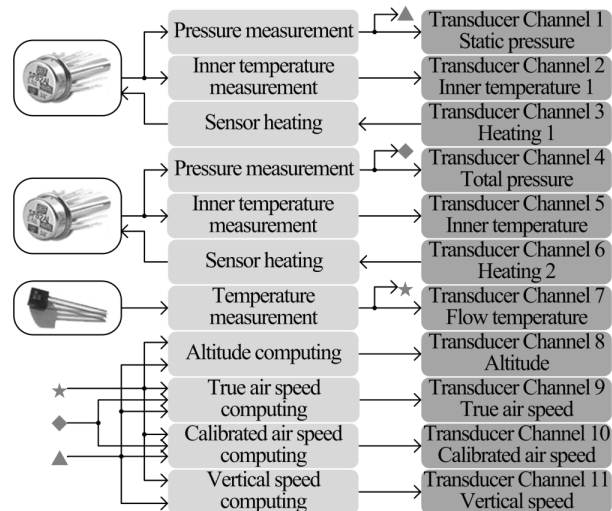 Pressure measurement
Transducer Channel 1
Static pressure
Inner temperature
measurement
Transducer Channel 2
Inner temperature 1
Sensor heating
Transducer Channel 3
Heating 1
Pressure measurement
Transducer Channel 4
Total pressure
Inner temperature
measurement
Transducer Channel 5
Inner temperature
Sensor heating
Transducer Channel 6
Heating 2
Temperature
measurement
Transducer Channel 7
Flow temperature
Altitude computing
Transducer Channel 8
Altitude
True air speed
computing
Transducer Channel 9
True air speed
Calibrated air speed
computing
Transducer Channel 10
Calibrated air speed
Vertical speed
computing
Transducer Channel 11
Vertical speed